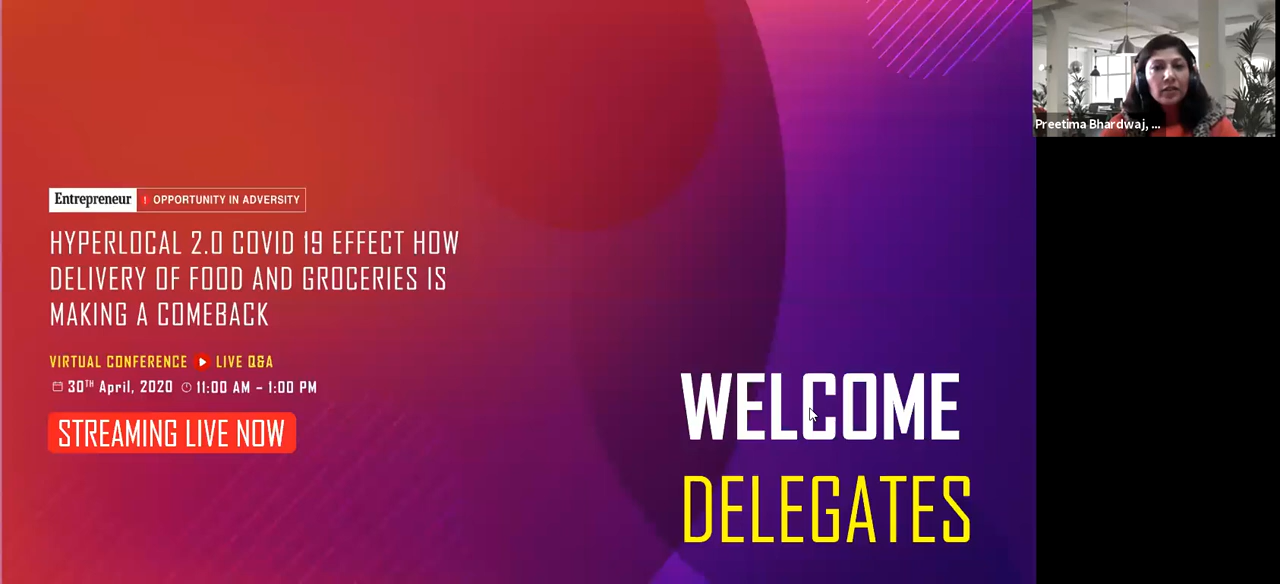 Entrepreneur ! OPPORTUNITY IN ADVERSITY
HYPERLOCAL 2.0 COVID 19 EFFECT HOW
DELIVERY OF FOOD AND GROCERIES IS
MAKING A COMEBACK
VIRTUAL CONFERENCE LIVE Q&A
30TH April, 2020 11:00 AM – 1:00 PM
STREAMING LIVE NOW
WELCOME
DELEGATES
Preetima Bhardwaj, ...